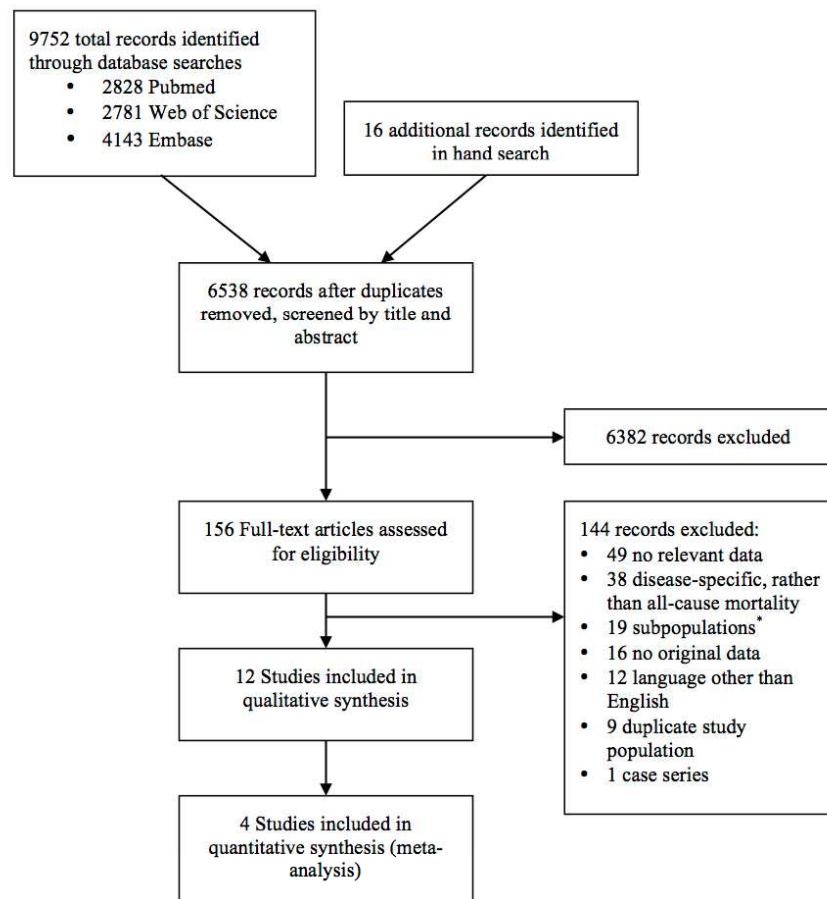 9752 total records identified
through database searches
• 2828 Pubmed
• 2781 Web of Science
• 4143 Embase
16 additional records identified
in hand search
6538 records after duplicates
removed, screened by title and
abstract
6382 records excluded
156 Full-text articles assessed
for eligibility
144 records excluded:
• 49 no relevant data
• 38 disease-specific, rather
than all-cause mortality
• 19 subpopulations*
• 16 no original data
• 12 language other than
English
• 9 duplicate study
population
• 1 case series
12 Studies included in
qualitative synthesis
4 Studies included in
quantitative synthesis (meta-
analysis)